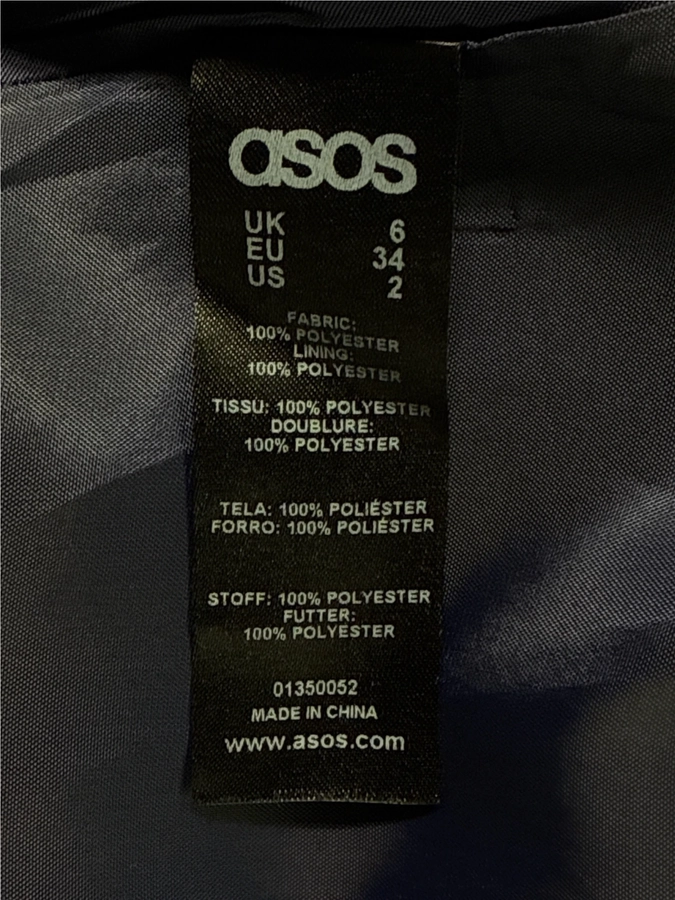 asos
UK 6
EU 34
US 2
FABRIC:
100% POLYESTER
LINING:
100% POLYESTER
TISSU: 100% POLYESTER
DOUBLURE:
100% POLYESTER
TELA: 100% POLIÉSTER
FORRO: 100% POLIÉSTER
STOFF: 100% POLYESTER
FUTTER:
100% POLYESTER
01350052
MADE IN CHINA
www.asos.com